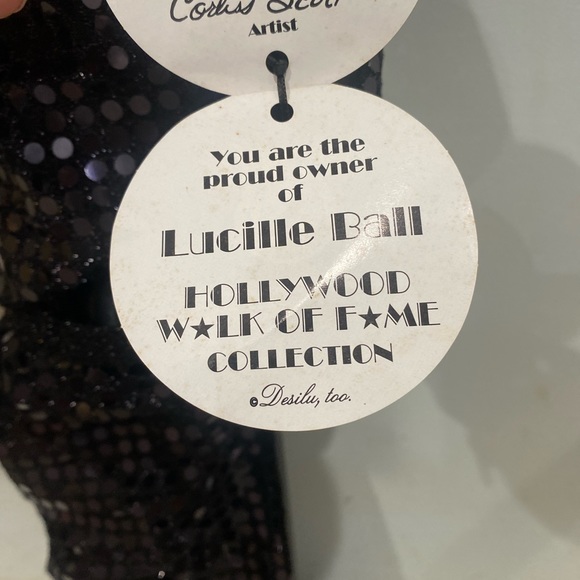 Artist
You are the
proud owner
of
Lucille Ball
HOLLYWOOD
W★LK OF F★ME
COLLECTION
©Desilu, too.